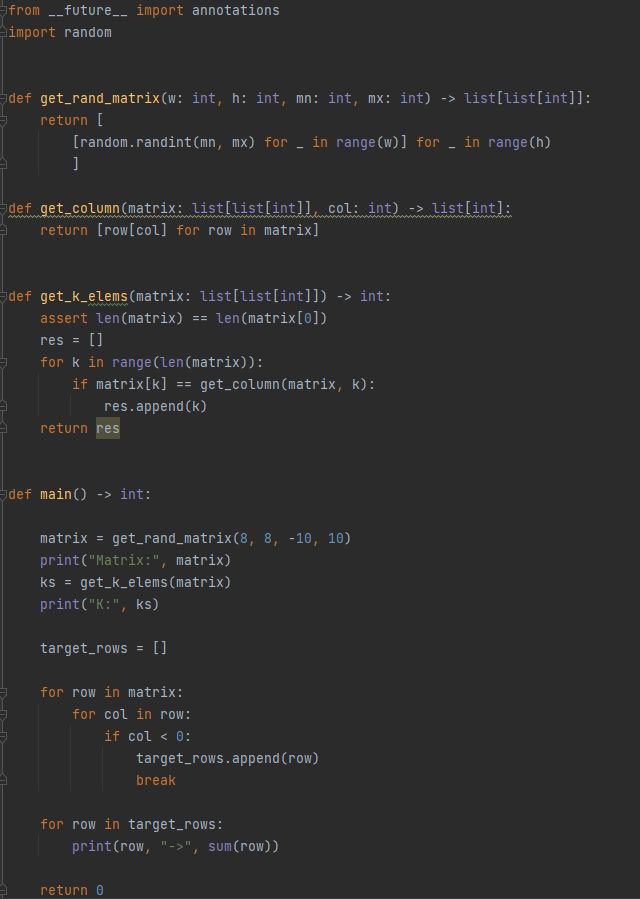 from __future__ import annotations
import random
def get_rand_matrix(w: int, h: int, mn: int, mx: int) -> list[list[int]]:
    return [
        [random.randint(mn, mx) for _ in range(w)] for _ in range(h)
        ]
def get_column(matrix: list[list[int]], col: int) -> list[int]:
    return [row[col] for row in matrix]
def get_k_elems(matrix: list[list[int]]) -> int:
    assert len(matrix) == len(matrix[0])
    res = []
    for k in range(len(matrix)):
        if matrix[k] == get_column(matrix, k):
            res.append(k)
    return res
def main() -> int:
    matrix = get_rand_matrix(8, 8, -10, 10)
    print("Matrix:", matrix)
    ks = get_k_elems(matrix)
    print("K:", ks)
    target_rows = []
    for row in matrix:
        for col in row:
            if col < 0:
                target_rows.append(row)
                break
    for row in target_rows:
        print(row, "->", sum(row))
    return 0